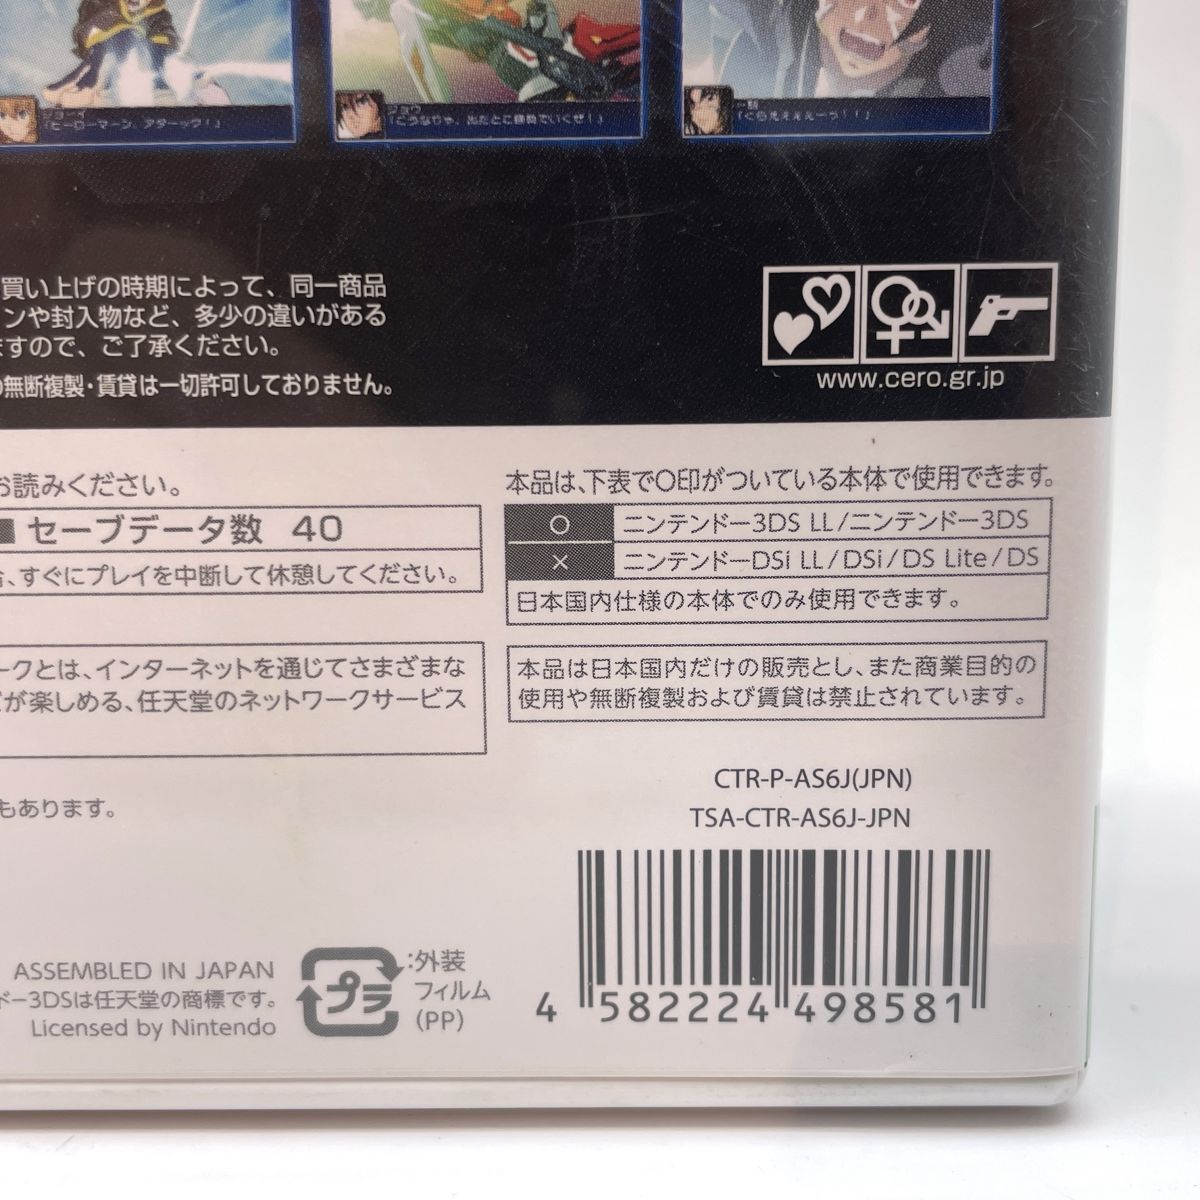 ジョーイ
「ヒーローマーン、アターック！」
ジョウ
「こうなりゃ、出たとこ勝負でいくぜ！」
一騎
「くらえぇぇぇーっ！！」
買い上げの時期によって、同一商品
ンや封入物など、多少の違いがある
ますので、ご了承ください。
の無断複製・賃貸は一切許可しておりません。
www.cero.gr.jp
お読みください。
■ セーブデータ数 40
合、すぐにプレイを中断して休憩してください。
ークとは、インターネットを通じてさまざまな
が楽しめる、任天堂のネットワークサービス
もあります。
本品は、下表で○印がついている本体で使用できます。
○ ニンテンドー3DS LL/ニンテンドー3DS
× ニンテンドーDSi LL/DSi/DS Lite/DS
日本国内仕様の本体でのみ使用できます。
本品は日本国内だけの販売とし、また商業目的の
使用や無断複製および賃貸は禁止されています。
CTR-P-AS6J(JPN)
TSA-CTR-AS6J-JPN
4 582224 498581
ASSEMBLED IN JAPAN
ドー3DSは任天堂の商標です。
Licensed by Nintendo
プラ
:外装
フィルム
(PP)